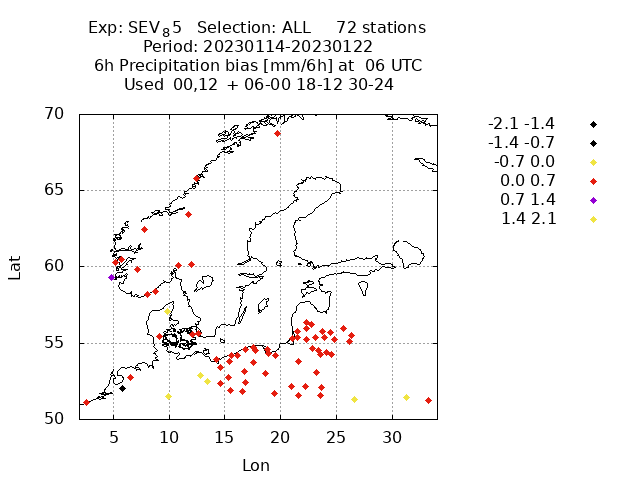 Exp: SEV₈5 Selection: ALL 72 stations
Period: 20230114-20230122
6h Precipitation bias [mm/6h] at 06 UTC
Used 00,12 + 06-00 18-12 30-24
-2.1 -1.4
-1.4 -0.7
-0.7 0.0
0.0 0.7
0.7 1.4
1.4 2.1
70
65
60
55
50
Lat
5 10 15 20 25 30
Lon